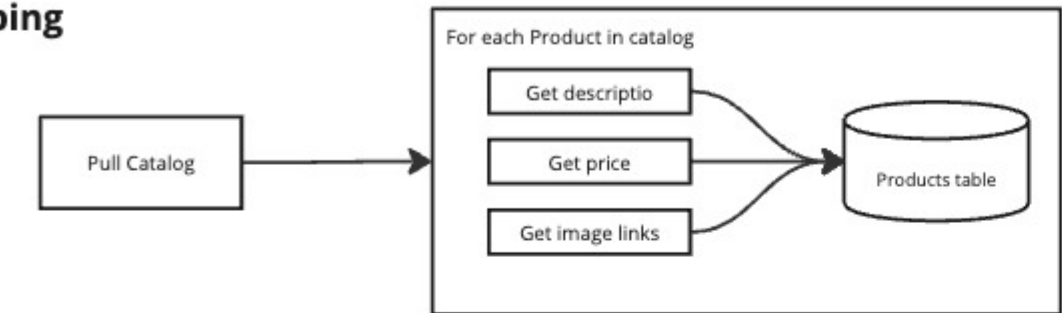 ping
For each Product in catalog
Get descriptio
Pull Catalog
Get price
Products table
Get image links